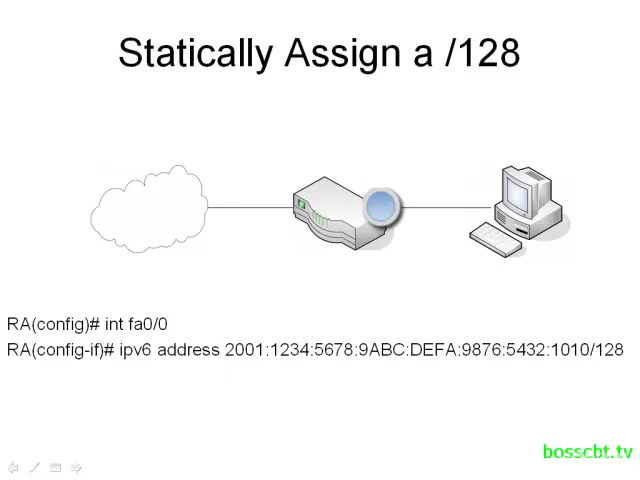 Statically Assign a /128
RA(config)# int fa0/0
RA(config-if)# ipv6 address 2001:1234:5678:9ABC:DEFA:9876:5432:1010/128
bosscbt.tv